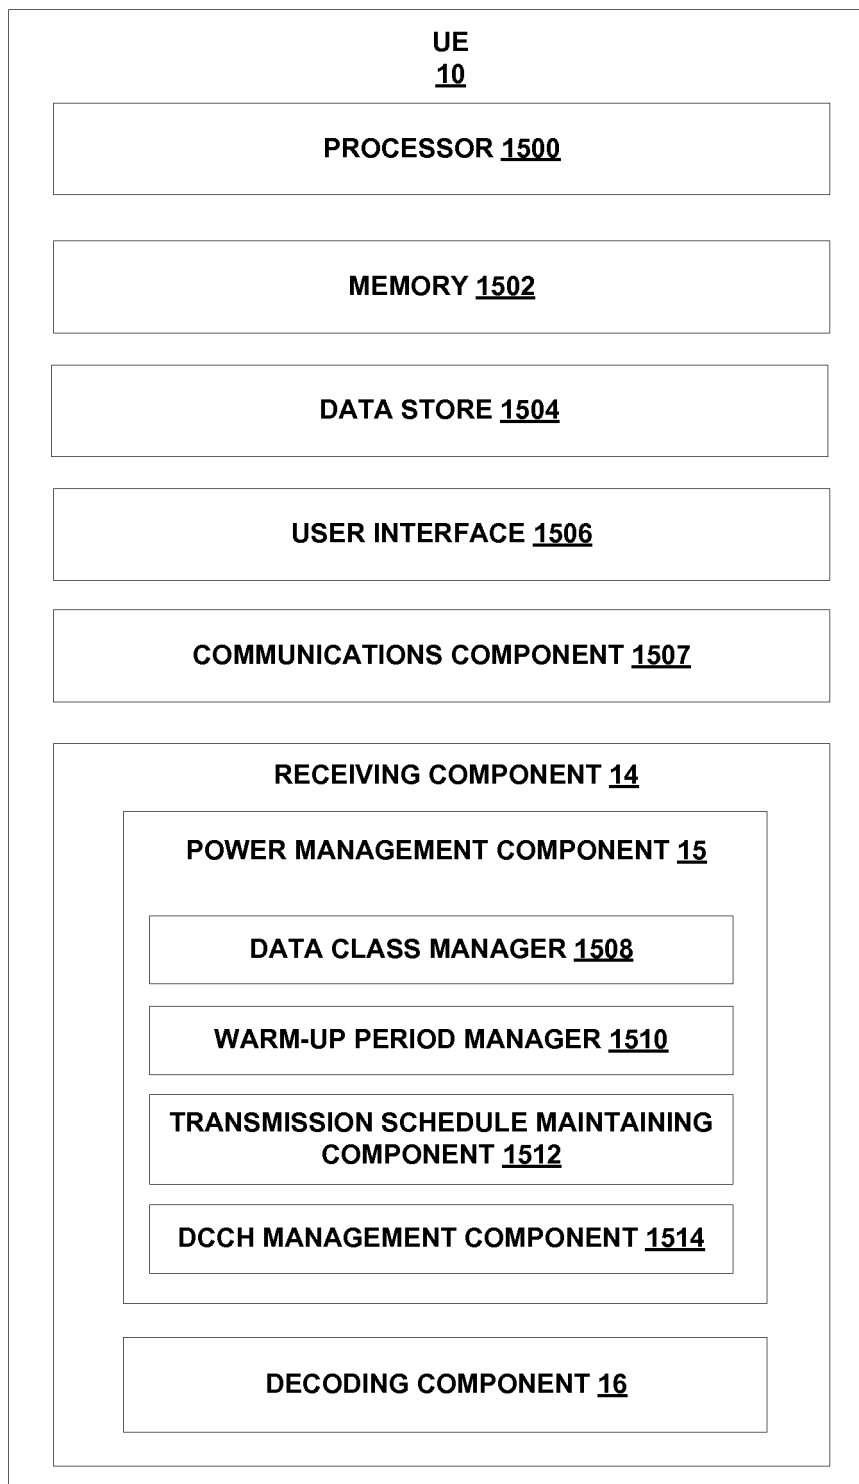 UE
10
PROCESSOR 1500
MEMORY 1502
DATA STORE 1504
USER INTERFACE 1506
COMMUNICATIONS COMPONENT 1507
RECEIVING COMPONENT 14
POWER MANAGEMENT COMPONENT 15
DATA CLASS MANAGER 1508
WARM-UP PERIOD MANAGER 1510
TRANSMISSION SCHEDULE MAINTAINING
COMPONENT 1512
DCCH MANAGEMENT COMPONENT 1514
DECODING COMPONENT 16